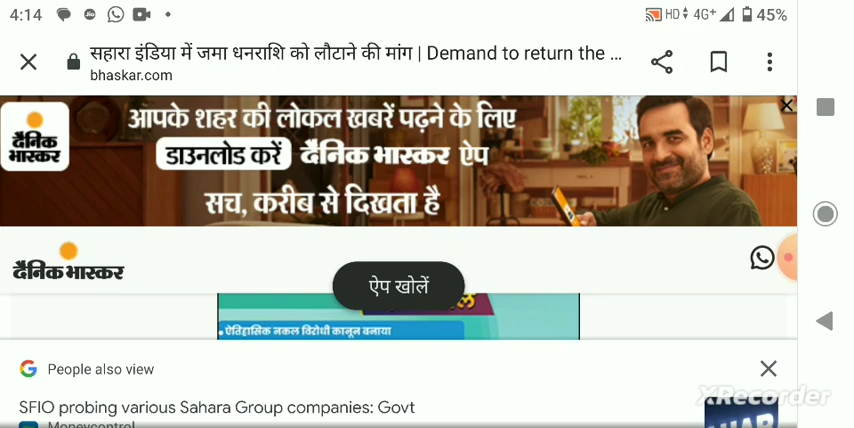 4:14
Jio
HD 4G+ 45%
सहारा इंडिया में जमा धनराशि को लौटाने की मांग | Demand to return the ...
bhaskar.com
दैनिक
भास्कर
आपके शहर की लोकल खबरें पढ़ने के लिए
डाउनलोड करें दैनिक भास्कर ऐप
सच, करीब से दिखता है
दैनिक भास्कर
ऐप खोलें
ऐतिहासिक नकल विरोधी कानून बनाया
G People also view
SFIO probing various Sahara Group companies: Govt
Moneycontrol
XRecorder